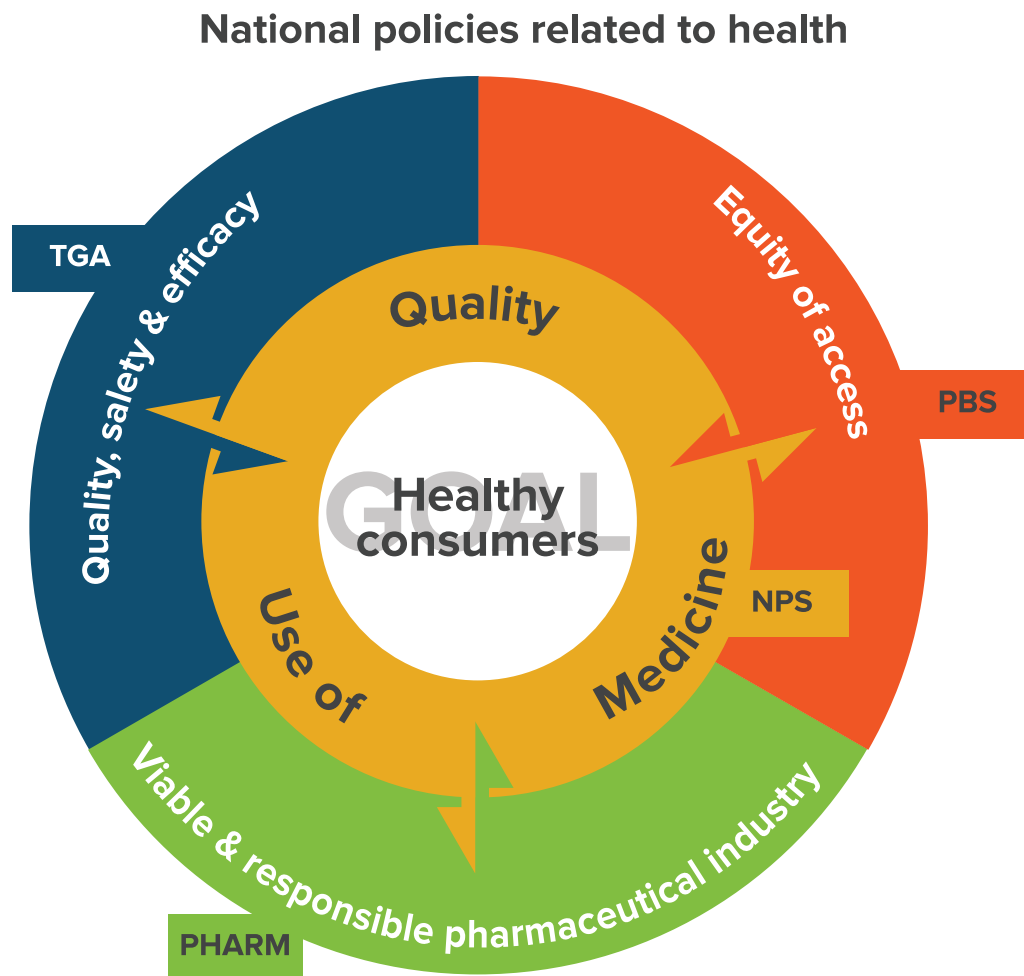 National policies related to health
TGA
Quality, salety & efficacy
Equity of access
PBS
Quality
Use of
Medicine
NPS
GOAL
Healthy
consumers
Viable & responsible pharmaceutical industry
PHARM